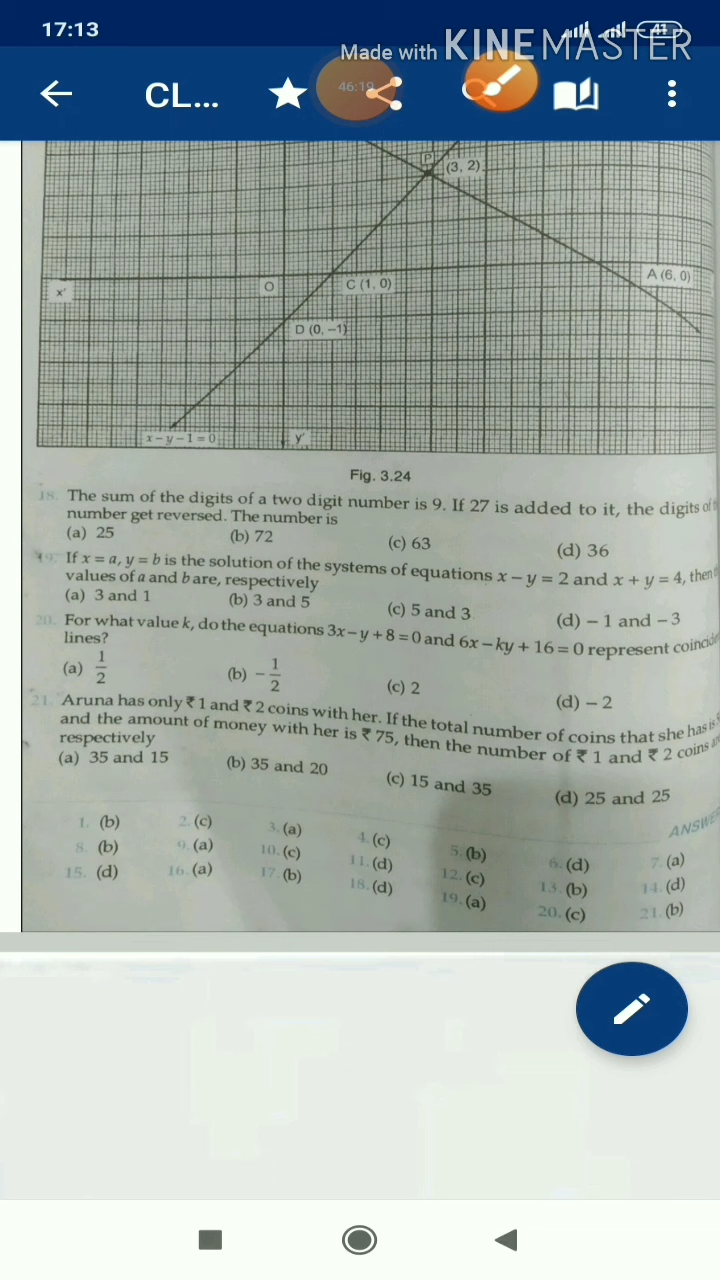 17:13
41
Made with KINEMASTER
CL...
46:19
P
(3, 2)
x'
O
C (1, 0)
A (6, 0)
D (0, −1)
x − y − 1 = 0
y'
Fig. 3.24
18. The sum of the digits of a two digit number is 9. If 27 is added to it, the digits of
number get reversed. The number is
(a) 25 (b) 72 (c) 63 (d) 36
19. If x = a, y = b is the solution of the systems of equations x − y = 2 and x + y = 4, then
values of a and b are, respectively
(a) 3 and 1 (b) 3 and 5 (c) 5 and 3 (d) − 1 and − 3
20. For what value k, do the equations 3x − y + 8 = 0 and 6x − ky + 16 = 0 represent
lines?
(a) 1/2 (b) − 1/2 (c) 2 (d) − 2
21. Aruna has only ₹ 1 and ₹ 2 coins with her. If the total number of coins that she has is
and the amount of money with her is ₹ 75, then the number of ₹ 1 and ₹ 2 coins
respectively
(a) 35 and 15 (b) 35 and 20 (c) 15 and 35 (d) 25 and 25
1. (b) 2. (c) 3. (a) 4. (c) 5. (b) 6. (d) 7. (a)
8. (b) 9. (a) 10. (c) 11. (d) 12. (c) 13. (b) 14. (d)
15. (d) 16. (a) 17. (b) 18. (d) 19. (a) 20. (c) 21. (b)